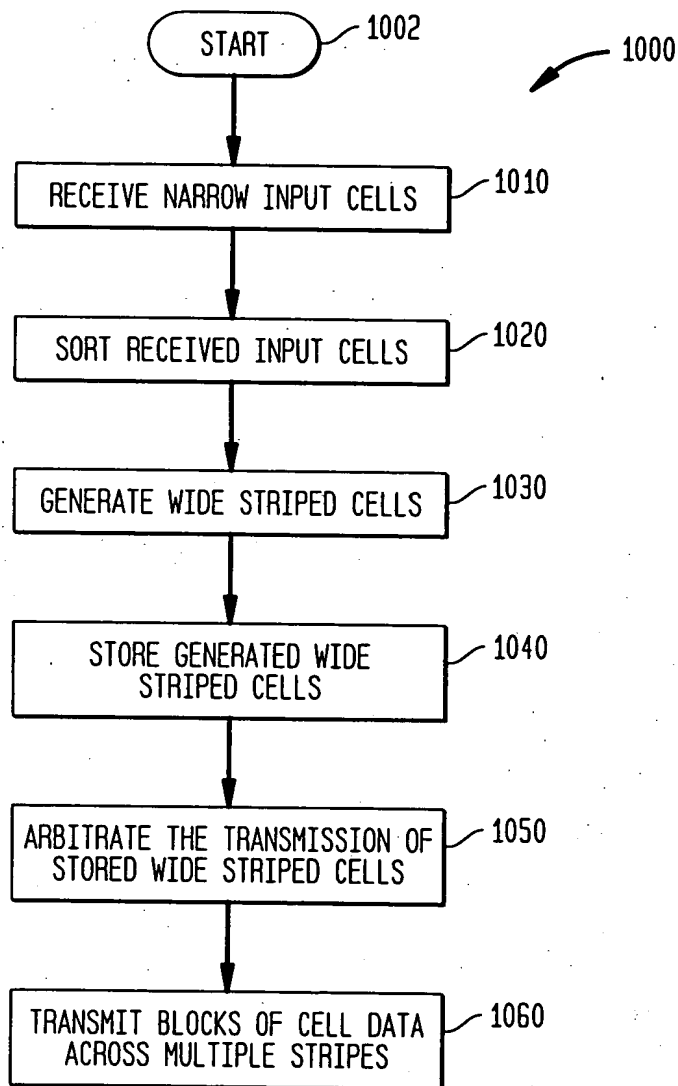 START
1002
1000
RECEIVE NARROW INPUT CELLS
1010
SORT RECEIVED INPUT CELLS
1020
GENERATE WIDE STRIPED CELLS
1030
STORE GENERATED WIDE
STRIPED CELLS
1040
ARBITRATE THE TRANSMISSION OF
STORED WIDE STRIPED CELLS
1050
TRANSMIT BLOCKS OF CELL DATA
ACROSS MULTIPLE STRIPES
1060